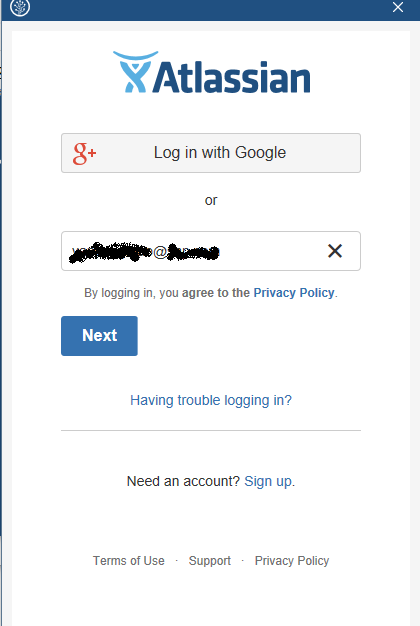 Atlassian
g+ Log in with Google
or
@
By logging in, you agree to the Privacy Policy.
Next
Having trouble logging in?
Need an account? Sign up.
Terms of Use · Support · Privacy Policy